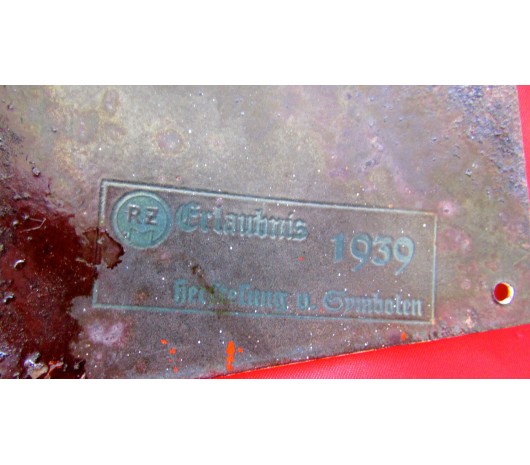 RZ
Erlaubnis
1939
Herstellung v. Symbolen